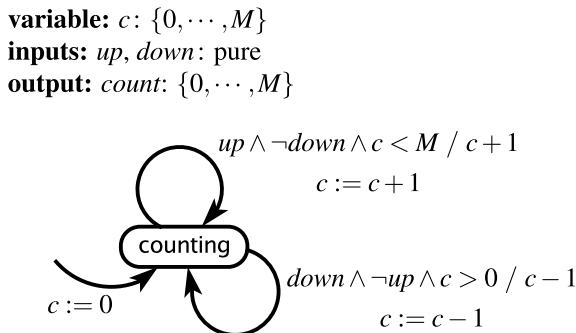 variable: c: {0, ⋯ , M}
inputs: up, down: pure
output: count: {0, ⋯ , M}
up ∧ ¬down ∧ c < M / c + 1
c := c + 1
counting
c := 0
down ∧ ¬up ∧ c > 0 / c − 1
c := c − 1